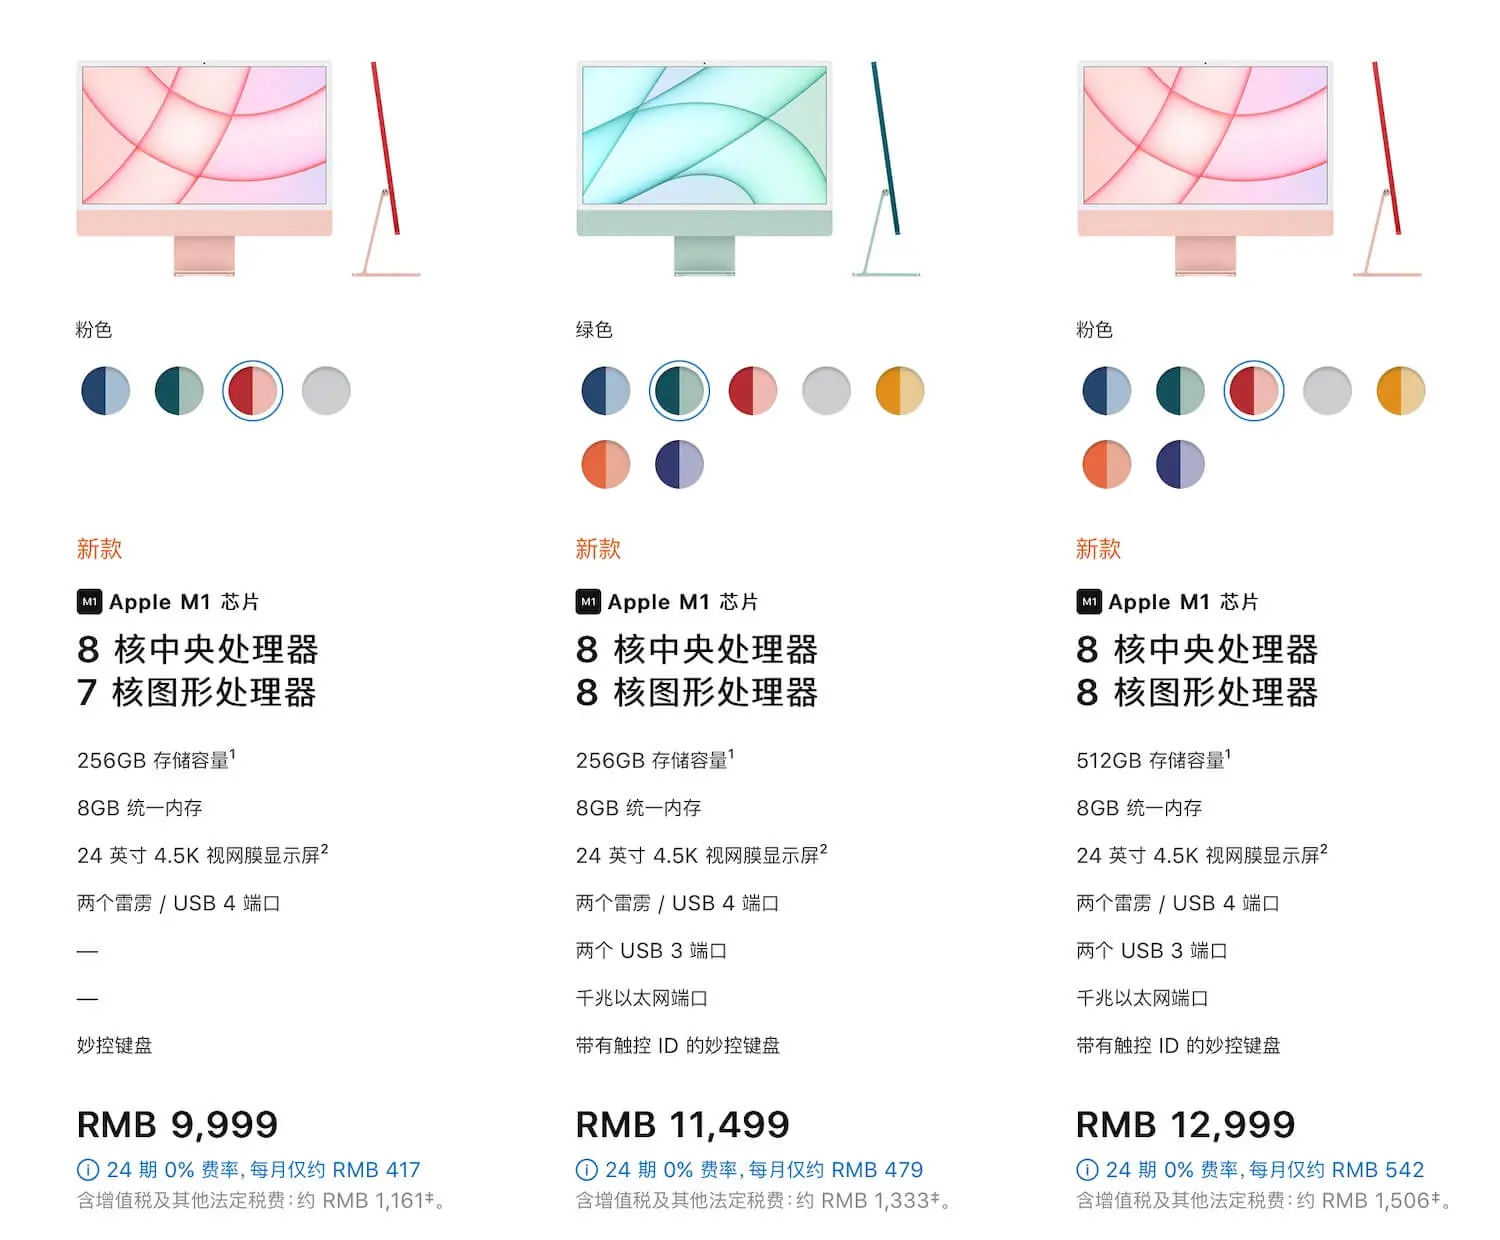 粉色
新款
M1 Apple M1 芯片
8 核中央处理器
7 核图形处理器
256GB 存储容量¹
8GB 统一内存
24 英寸 4.5K 视网膜显示屏²
两个雷雳 / USB 4 端口
—
—
妙控键盘
RMB 9,999
24 期 0% 费率，每月仅约 RMB 417
含增值税及其他法定税费：约 RMB 1,161‡。
绿色
新款
M1 Apple M1 芯片
8 核中央处理器
8 核图形处理器
256GB 存储容量¹
8GB 统一内存
24 英寸 4.5K 视网膜显示屏²
两个雷雳 / USB 4 端口
两个 USB 3 端口
千兆以太网端口
带有触控 ID 的妙控键盘
RMB 11,499
24 期 0% 费率，每月仅约 RMB 479
含增值税及其他法定税费：约 RMB 1,333‡。
粉色
新款
M1 Apple M1 芯片
8 核中央处理器
8 核图形处理器
512GB 存储容量¹
8GB 统一内存
24 英寸 4.5K 视网膜显示屏²
两个雷雳 / USB 4 端口
两个 USB 3 端口
千兆以太网端口
带有触控 ID 的妙控键盘
RMB 12,999
24 期 0% 费率，每月仅约 RMB 542
含增值税及其他法定税费：约 RMB 1,506‡。